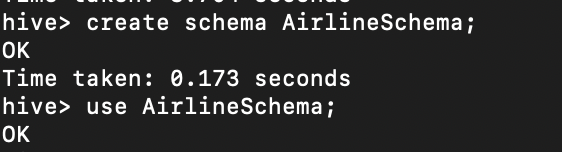 hive> create schema AirlineSchema;
OK
Time taken: 0.173 seconds
hive> use AirlineSchema;
OK